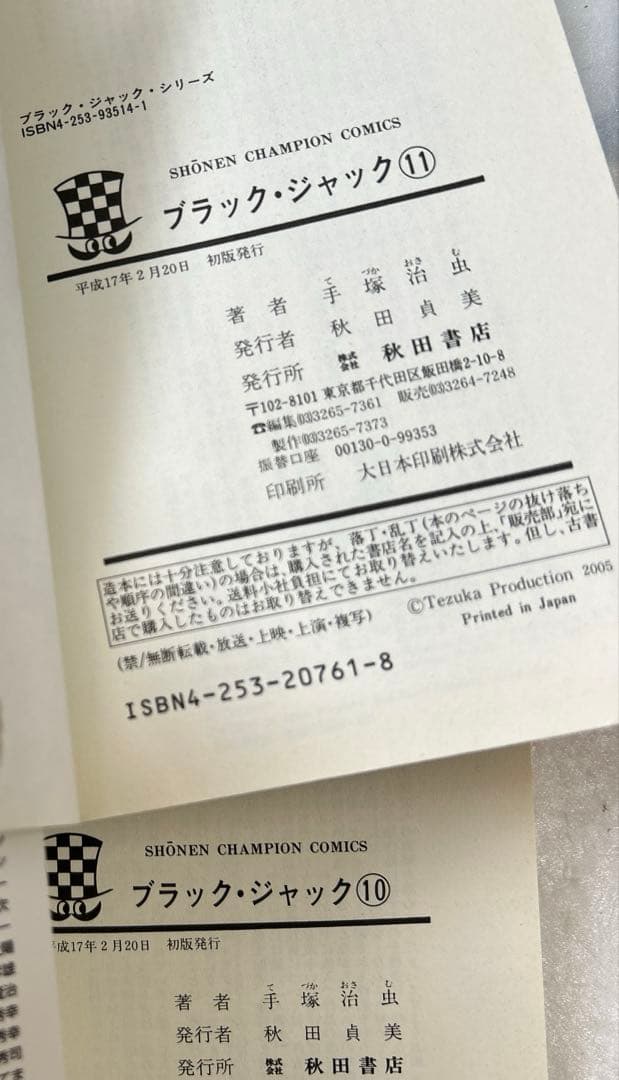 ブラック・ジャック・シリーズ
ISBN4-253-93514-1
SHŌNEN CHAMPION COMICS
ブラック・ジャック⑪
平成17年2月20日 初版発行
著者 手塚治虫
てづかおさむ
発行者 秋田貞美
発行所 株式会社 秋田書店
〒102-8101 東京都千代田区飯田橋2-10-8
☎編集(03)3265-7361 販売(03)3264-7248
製作(03)3265-7373
振替口座 00130-0-99353
印刷所 大日本印刷株式会社
造本には十分注意しておりますが、落丁・乱丁(本のページの抜け落ち
や順序の間違い)の場合は、購入された書店名を記入の上、「販売部」宛に
お送りください。送料小社負担にてお取り替えいたします。但し、古書
店で購入したものはお取り替えできません。
©Tezuka Production 2005
Printed in Japan
(禁/無断転載・放送・上映・上演・複写)
ISBN4-253-20761-8
SHŌNEN CHAMPION COMICS
ブラック・ジャック⑩
成17年2月20日 初版発行
著者 手塚治虫
てづかおさむ
発行者 秋田貞美
発行所 株式会社 秋田書店
次
雄
治
幸
秀幸
秀司